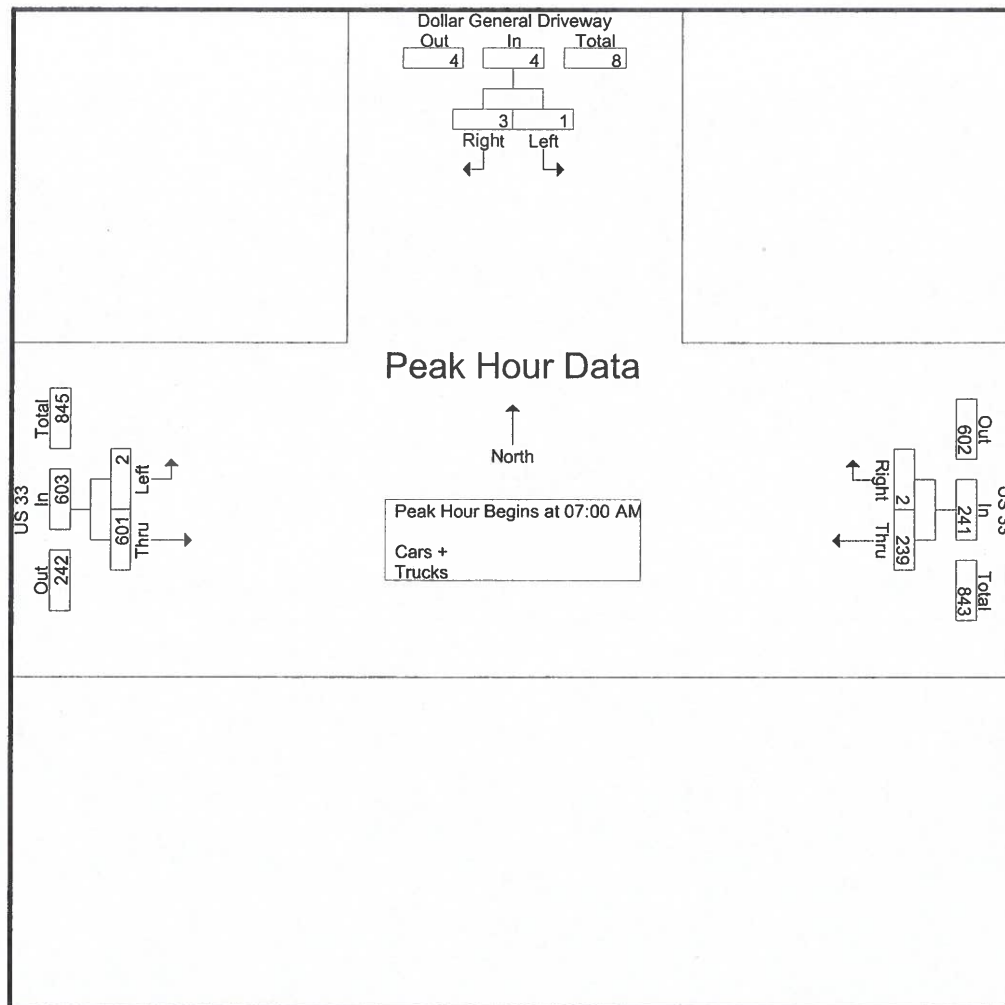 Dollar General Driveway
Out In Total
4 4 8
3 1
Right Left
Peak Hour Data
North
Peak Hour Begins at 07:00 AM
Cars +
Trucks
US 33
Out In Total
242 603 845
601 2
Thru Left
US 33
Out In Total
602 241 843
2 239
Right Thru